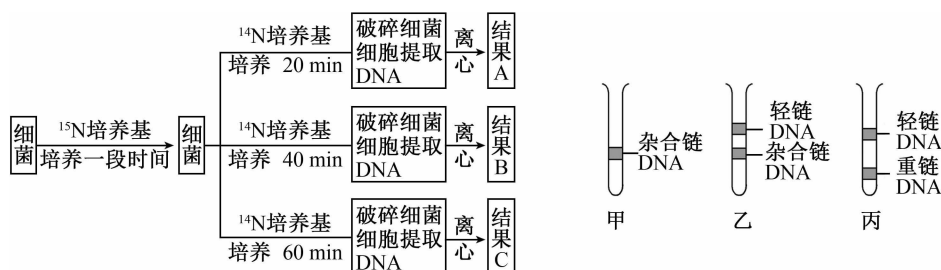 细菌
¹⁵N培养基
培养一段时间
细菌
¹⁴N培养基
培养 20 min
破碎细菌
细胞提取
DNA
离心
结果A
¹⁴N培养基
培养 40 min
破碎细菌
细胞提取
DNA
离心
结果B
¹⁴N培养基
培养 60 min
破碎细菌
细胞提取
DNA
离心
结果C
杂合链
DNA
甲
轻链
DNA
杂合链
DNA
乙
轻链
DNA
重链
DNA
丙